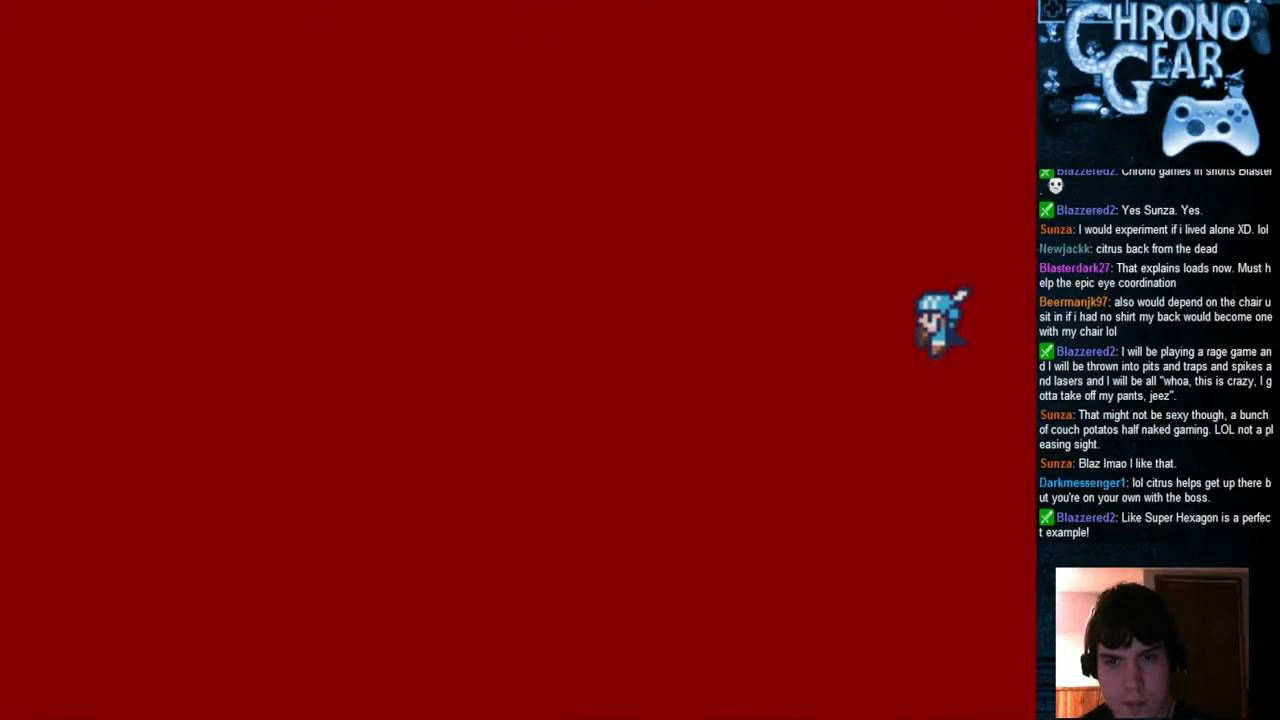 CHRONO
GEAR
Blazzered2: Chrono games in shorts Blaster
.
Blazzered2: Yes Sunza. Yes.
Sunza: I would experiment if i lived alone XD. lol
Newjackk: citrus back from the dead
Blasterdark27: That explains loads now. Must h
elp the epic eye coordination
Beermanjk97: also would depend on the chair u
sit in if i had no shirt my back would become one
with my chair lol
Blazzered2: I will be playing a rage game an
d I will be thrown into pits and traps and spikes a
nd lasers and I will be all "whoa, this is crazy, I g
otta take off my pants, jeez".
Sunza: That might not be sexy though, a bunch
of couch potatos half naked gaming. LOL not a pl
easing sight.
Sunza: Blaz lmao I like that.
Darkmessenger1: lol citrus helps get up there b
ut you're on your own with the boss.
Blazzered2: Like Super Hexagon is a perfec
t example!